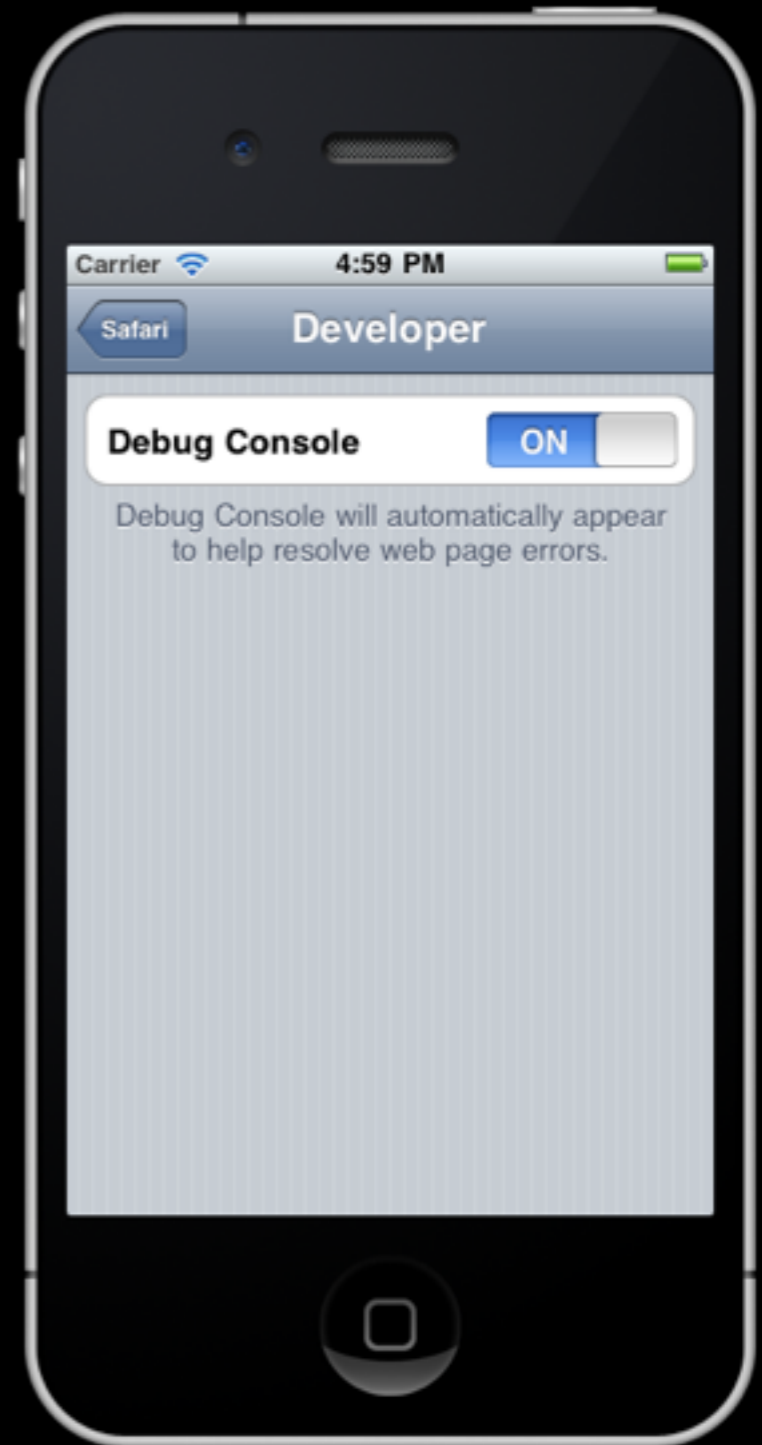 Carrier 4:59 PM
Safari Developer
Debug Console ON
Debug Console will automatically appear
to help resolve web page errors.